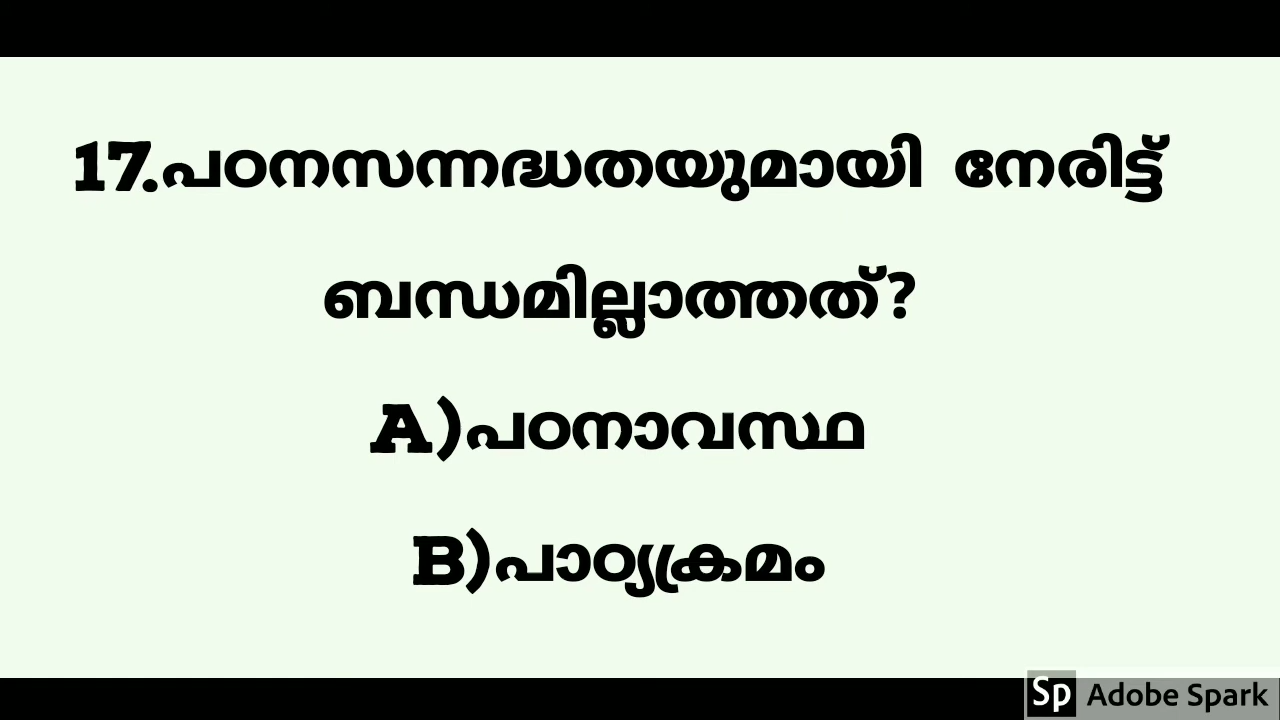 17.പഠനസന്നദ്ധതയുമായി നേരിട്ട്
ബന്ധമില്ലാത്തത്?
A)പഠനാവസ്ഥ
B)പാഠ്യക്രമം
Sp Adobe Spark